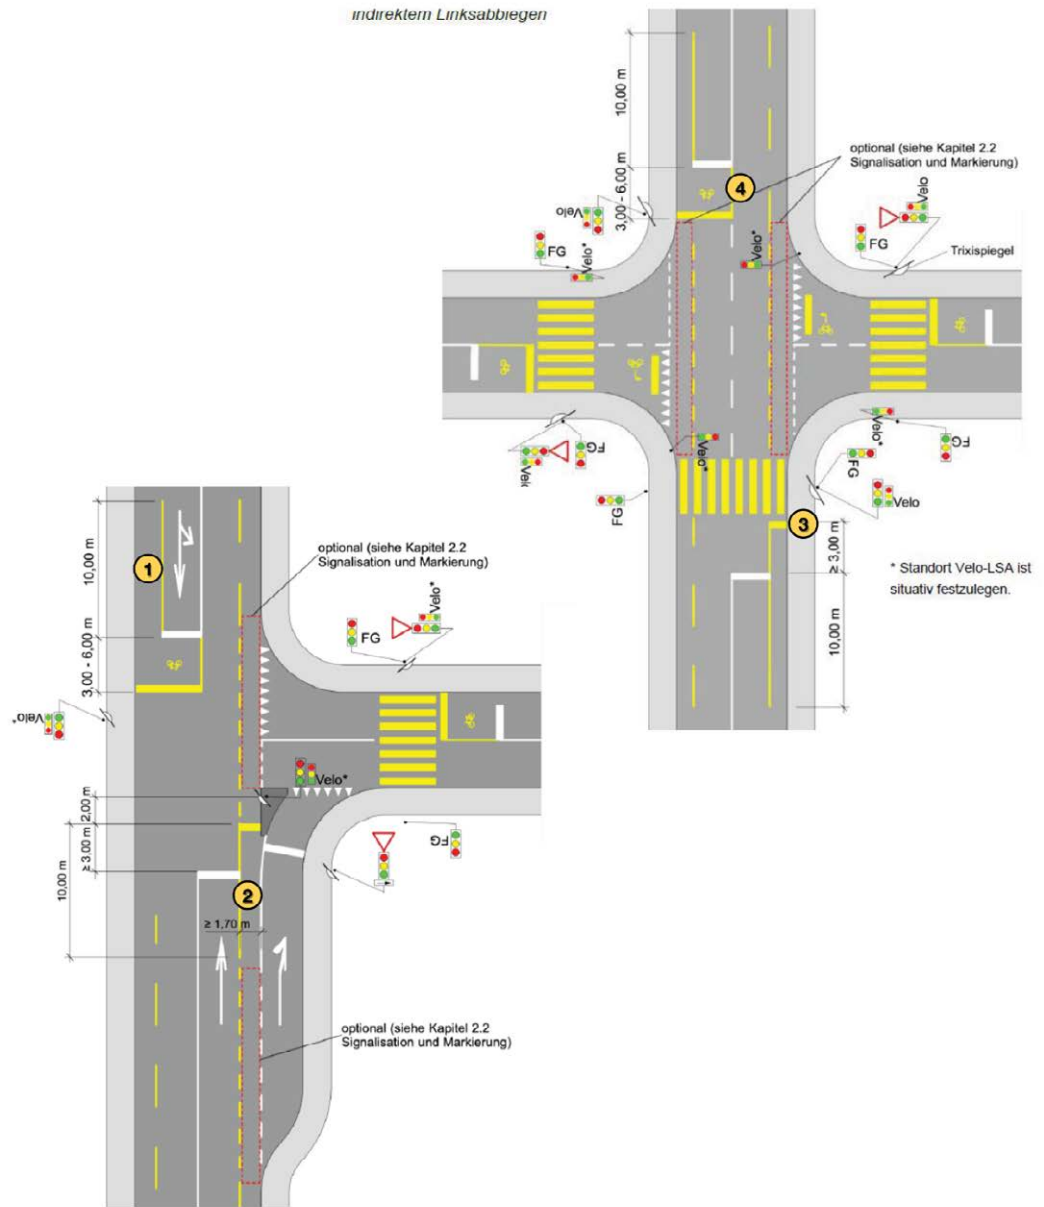 indirektem Linksabbiegen
10,00 m
3,00 - 6,00 m
4
optional (siehe Kapitel 2.2
Signalisation und Markierung)
Velo
FG
Velo*
Velo*
Velo
FG
Trixispiegel
Velo
FG
Velo*
FG
Velo*
FG
FG
Velo
3
≥ 3,00 m
10,00 m
* Standort Velo-LSA ist
situativ festzulegen.
10,00 m
1
3,00 - 6,00 m
optional (siehe Kapitel 2.2
Signalisation und Markierung)
FG
Velo*
Velo*
Velo*
2,00 m
≥ 3,00 m
10,00 m
FG
2
≥ 1,70 m
optional (siehe Kapitel 2.2
Signalisation und Markierung)